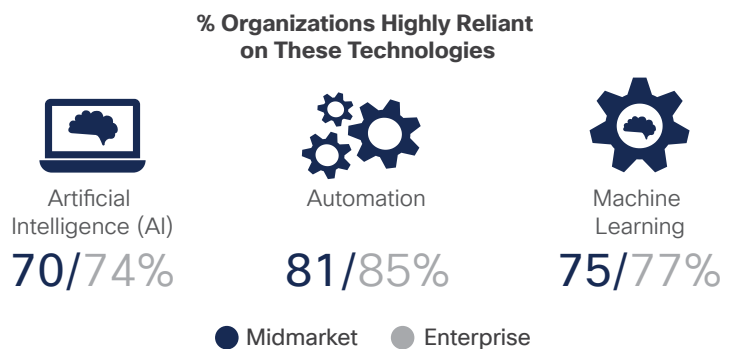 % Organizations Highly Reliant
on These Technologies
Artificial
Intelligence (AI)
70/74%
Automation
81/85%
Machine
Learning
75/77%
Midmarket
Enterprise